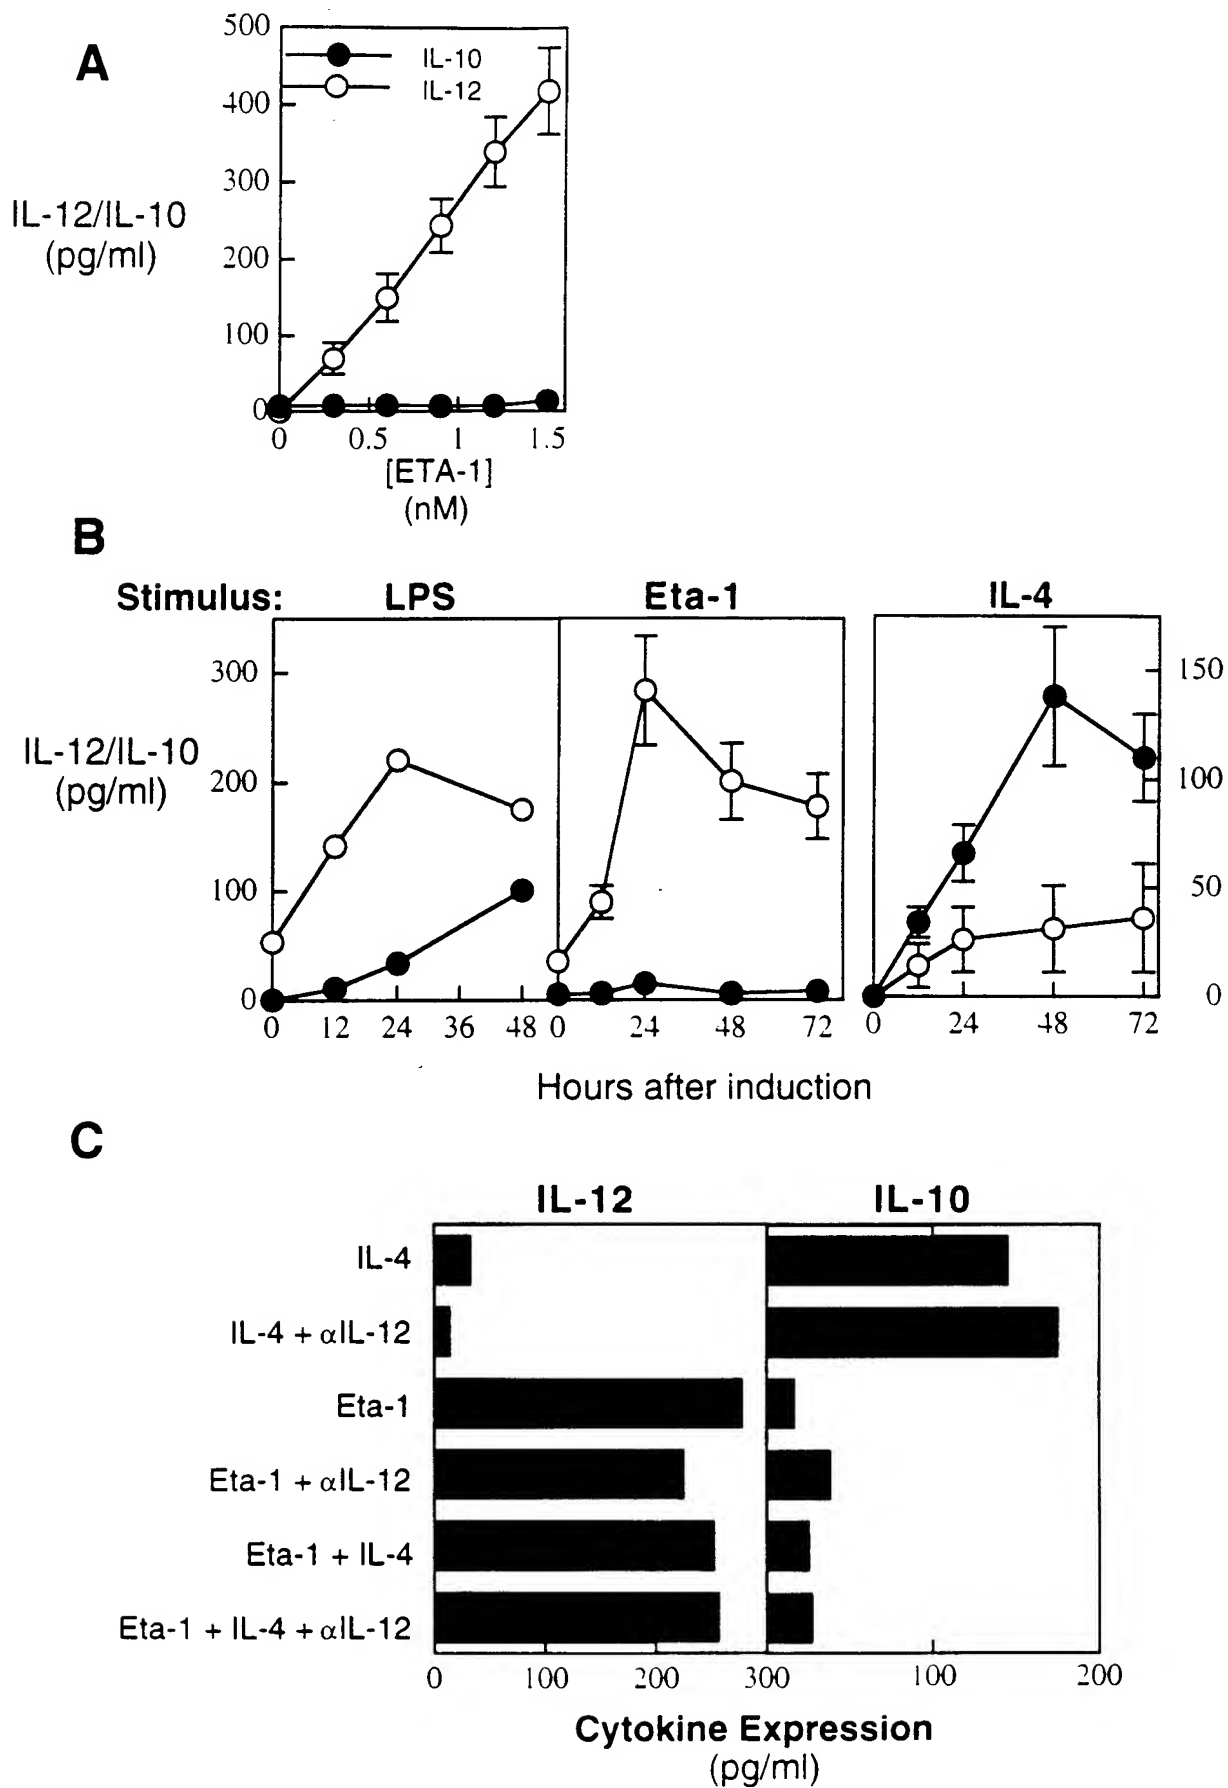 A
500
400
300
200
100
0
IL-10
IL-12
IL-12/IL-10
(pg/ml)
0 0.5 1 1.5
[ETA-1]
(nM)
B
Stimulus: LPS Eta-1 IL-4
300
200
100
0
IL-12/IL-10
(pg/ml)
150
100
50
0
0 12 24 36 48 0 24 48 72 0 24 48 72
Hours after induction
C
IL-12 IL-10
IL-4
IL-4 + αIL-12
Eta-1
Eta-1 + αIL-12
Eta-1 + IL-4
Eta-1 + IL-4 + αIL-12
0 100 200 300 100 200
Cytokine Expression
(pg/ml)